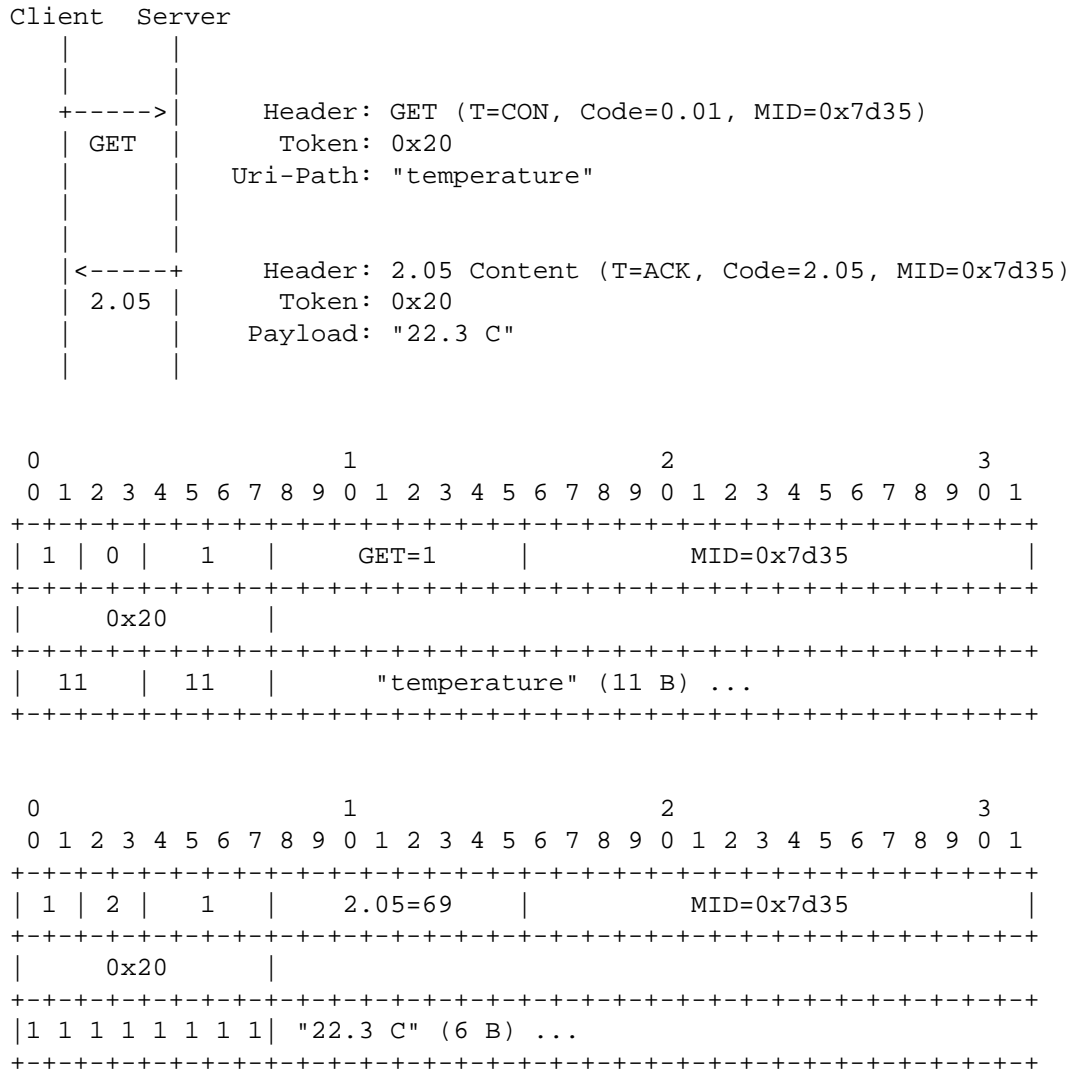 Client  Server
   |      |
   |      |
   +----->|     Header: GET (T=CON, Code=0.01, MID=0x7d35)
   | GET  |      Token: 0x20
   |      |   Uri-Path: "temperature"
   |      |
   |      |
   |<-----+     Header: 2.05 Content (T=ACK, Code=2.05, MID=0x7d35)
   | 2.05 |      Token: 0x20
   |      |    Payload: "22.3 C"
   |      |

 0                   1                   2                   3
 0 1 2 3 4 5 6 7 8 9 0 1 2 3 4 5 6 7 8 9 0 1 2 3 4 5 6 7 8 9 0 1
+-+-+-+-+-+-+-+-+-+-+-+-+-+-+-+-+-+-+-+-+-+-+-+-+-+-+-+-+-+-+-+-+
| 1 | 0 |   1   |     GET=1     |          MID=0x7d35           |
+-+-+-+-+-+-+-+-+-+-+-+-+-+-+-+-+-+-+-+-+-+-+-+-+-+-+-+-+-+-+-+-+
|     0x20      |
+-+-+-+-+-+-+-+-+-+-+-+-+-+-+-+-+-+-+-+-+-+-+-+-+-+-+-+-+-+-+-+-+
|  11   |  11   |      "temperature" (11 B) ...
+-+-+-+-+-+-+-+-+-+-+-+-+-+-+-+-+-+-+-+-+-+-+-+-+-+-+-+-+-+-+-+-+

 0                   1                   2                   3
 0 1 2 3 4 5 6 7 8 9 0 1 2 3 4 5 6 7 8 9 0 1 2 3 4 5 6 7 8 9 0 1
+-+-+-+-+-+-+-+-+-+-+-+-+-+-+-+-+-+-+-+-+-+-+-+-+-+-+-+-+-+-+-+-+
| 1 | 2 |   1   |    2.05=69    |          MID=0x7d35           |
+-+-+-+-+-+-+-+-+-+-+-+-+-+-+-+-+-+-+-+-+-+-+-+-+-+-+-+-+-+-+-+-+
|     0x20      |
+-+-+-+-+-+-+-+-+-+-+-+-+-+-+-+-+-+-+-+-+-+-+-+-+-+-+-+-+-+-+-+-+
|1 1 1 1 1 1 1 1| "22.3 C" (6 B) ...
+-+-+-+-+-+-+-+-+-+-+-+-+-+-+-+-+-+-+-+-+-+-+-+-+-+-+-+-+-+-+-+-+